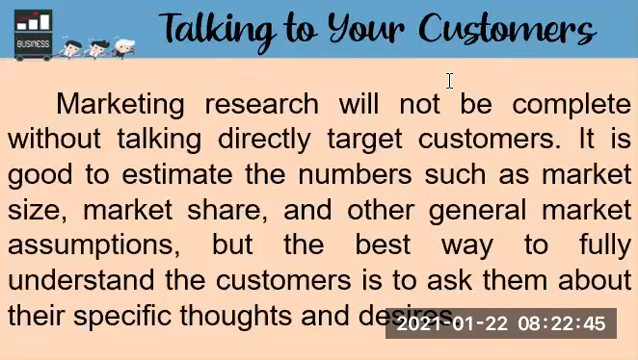 BUSINESS
Talking to Your Customers
Marketing research will not be complete
without talking directly target customers. It is
good to estimate the numbers such as market
size, market share, and other general market
assumptions, but the best way to fully
understand the customers is to ask them about
their specific thoughts and desires.
2021-01-22 08:22:45